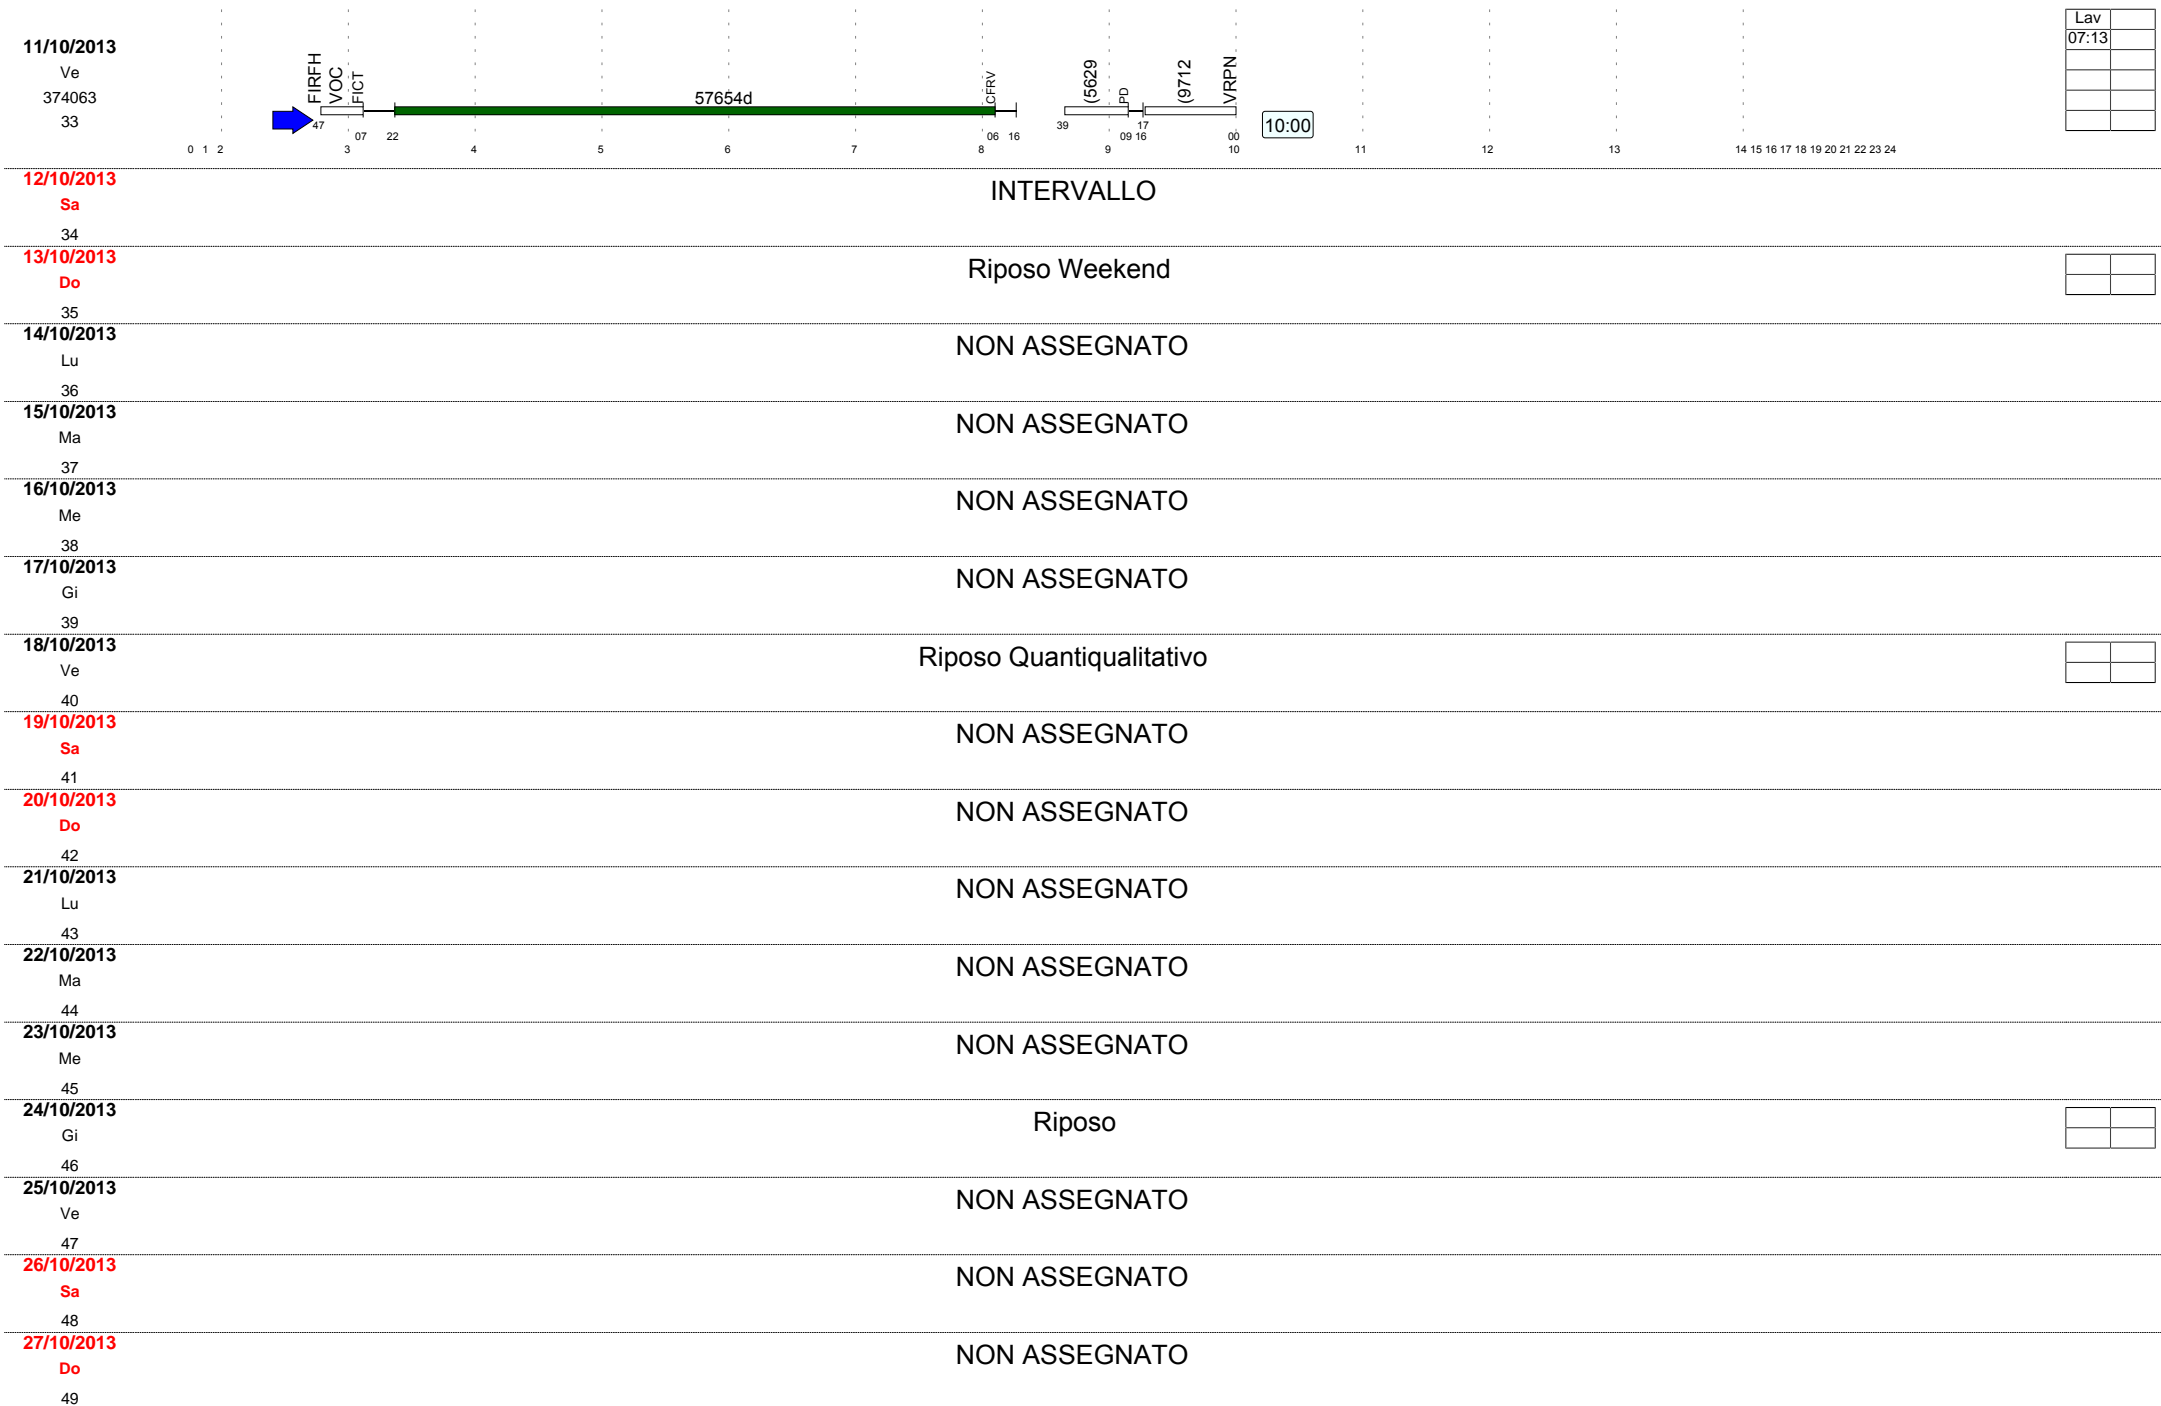 11/10/2013
Ve
374063
33
FIRFH
VOC
FICT
57654d
CFRV
(5629
PD
(9712
VRPN
47 07 22 06 16 39 09 16 17 00
10:00
Lav
07:13
0 1 2 3 4 5 6 7 8 9 10 11 12 13 14 15 16 17 18 19 20 21 22 23 24
12/10/2013
Sa
34
INTERVALLO
13/10/2013
Do
35
Riposo Weekend
14/10/2013
Lu
36
NON ASSEGNATO
15/10/2013
Ma
37
NON ASSEGNATO
16/10/2013
Me
38
NON ASSEGNATO
17/10/2013
Gi
39
NON ASSEGNATO
18/10/2013
Ve
40
Riposo Quantiqualitativo
19/10/2013
Sa
41
NON ASSEGNATO
20/10/2013
Do
42
NON ASSEGNATO
21/10/2013
Lu
43
NON ASSEGNATO
22/10/2013
Ma
44
NON ASSEGNATO
23/10/2013
Me
45
NON ASSEGNATO
24/10/2013
Gi
46
Riposo
25/10/2013
Ve
47
NON ASSEGNATO
26/10/2013
Sa
48
NON ASSEGNATO
27/10/2013
Do
49
NON ASSEGNATO